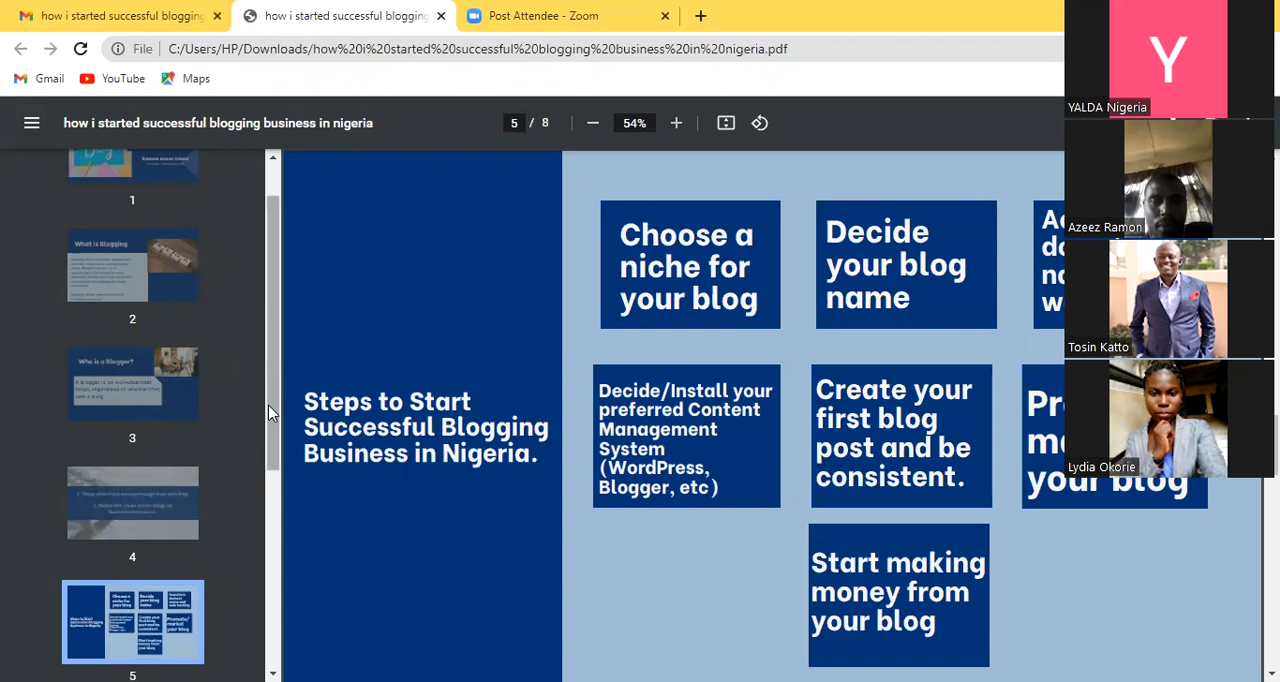 how i started successful blogging
how i started successful blogging
Post Attendee - Zoom
File
C:/Users/HP/Downloads/how%20i%20started%20successful%20blogging%20business%20in%20nigeria.pdf
Gmail
YouTube
Maps
how i started successful blogging business in nigeria
5 / 8
54%
1
What is Blogging
2
Who is a Blogger?
3
4
5
Steps to Start
Successful Blogging
Business in Nigeria.
Choose a
niche for
your blog
Decide
your blog
name
Decide/Install your
preferred Content
Management
System
(WordPress,
Blogger, etc)
Create your
first blog
post and be
consistent.
your blog
Start making
money from
your blog
Y
YALDA Nigeria
Azeez Ramon
Tosin Katto
Lydia Okorie